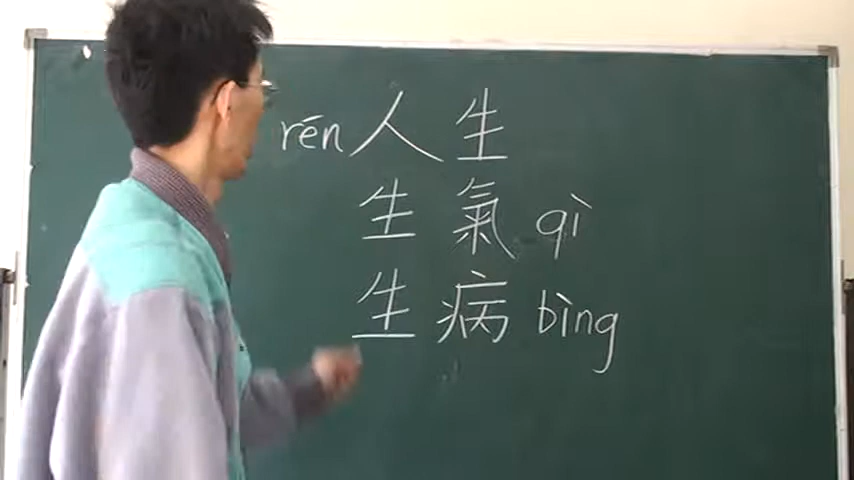 rén 人 生
生 氣 qì
生 病 bìng